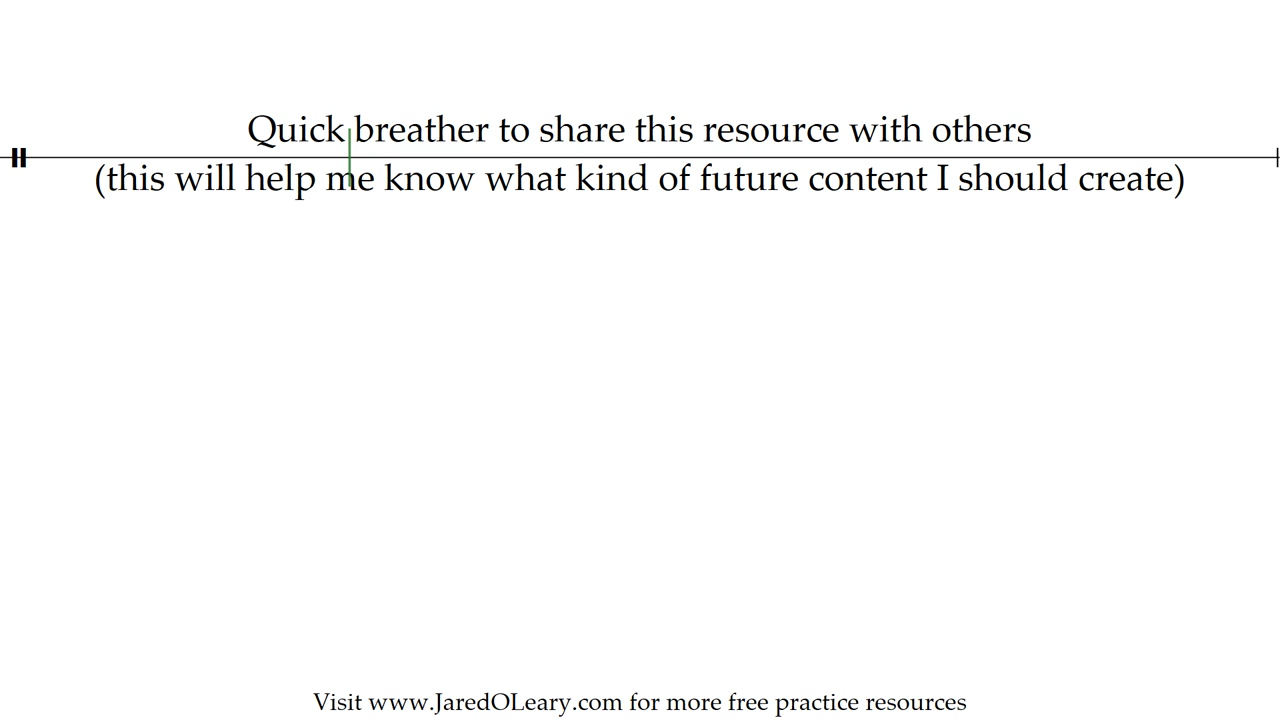 Quick breather to share this resource with others
(this will help me know what kind of future content I should create)
Visit www.JaredOLeary.com for more free practice resources